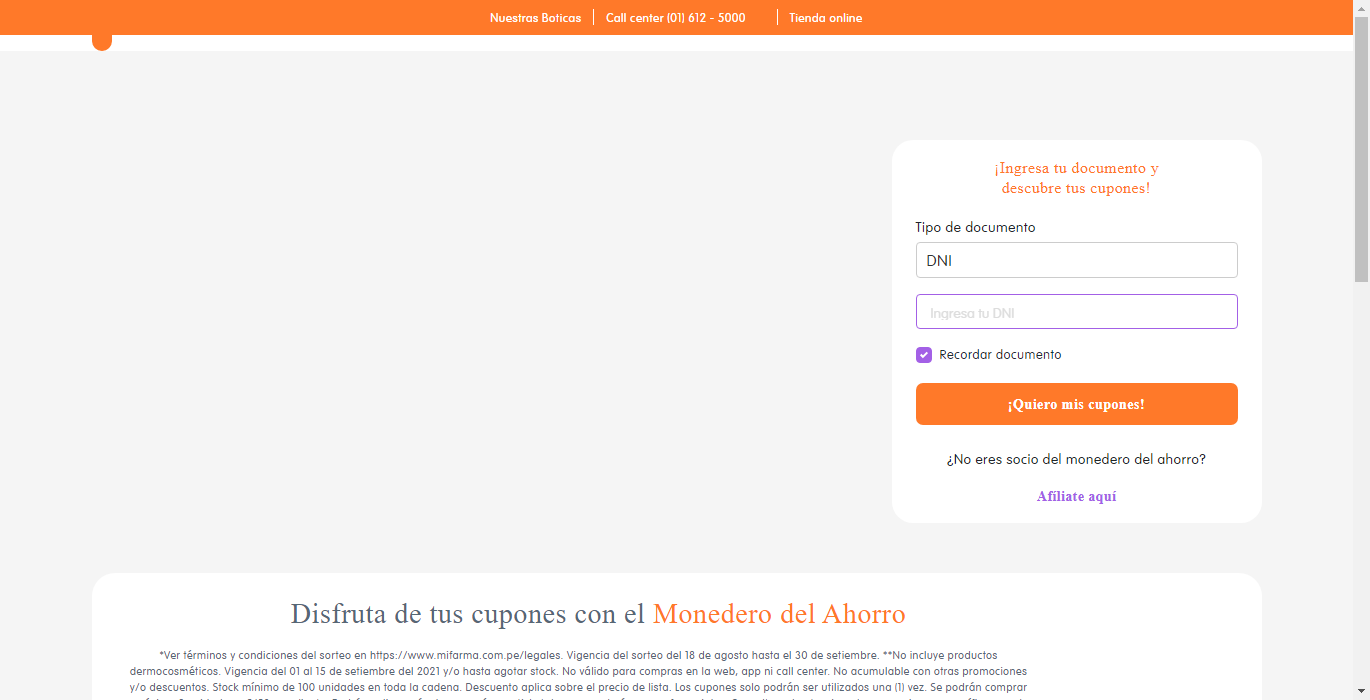 Nuestras Boticas
Call center (01) 612 - 5000
Tienda online
¡Ingresa tu documento y
descubre tus cupones!
Tipo de documento
DNI
Ingresa tu DNI
Recordar documento
¡Quiero mis cupones!
¿No eres socio del monedero del ahorro?
Afíliate aquí
Disfruta de tus cupones con el Monedero del Ahorro
*Ver términos y condiciones del sorteo en https://www.mifarma.com.pe/legales. Vigencia del sorteo del 18 de agosto hasta el 30 de setiembre. **No incluye productos
dermocosméticos. Vigencia del 01 al 15 de setiembre del 2021 y/o hasta agotar stock. No válido para compras en la web, app ni call center. No acumulable con otras promociones
y/o descuentos. Stock mínimo de 100 unidades en toda la cadena. Descuento aplica sobre el precio de lista. Los cupones solo podrán ser utilizados una (1) vez. Se podrán comprar